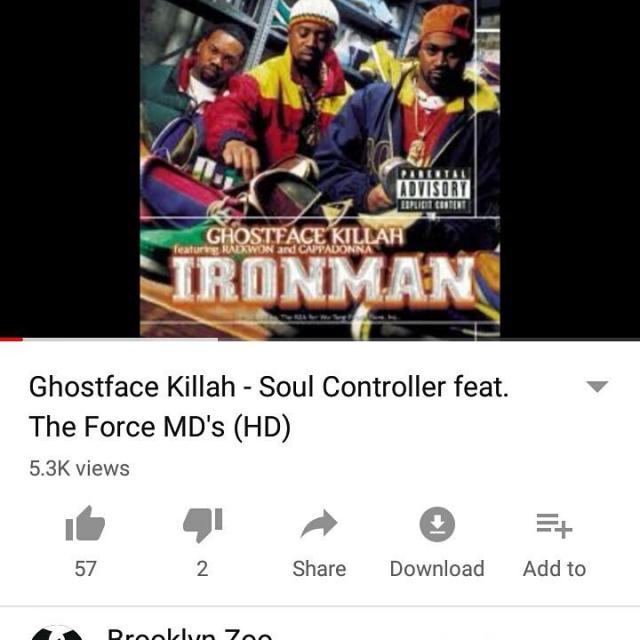 PARENTAL
ADVISORY
EXPLICIT CONTENT
GHOSTFACE KILLAH
featuring RAEKWON and CAPPADONNA
IRONMAN
Ghostface Killah - Soul Controller feat.
The Force MD's (HD)
5.3K views
57
2
Share
Download
Add to
Brooklyn Zoo